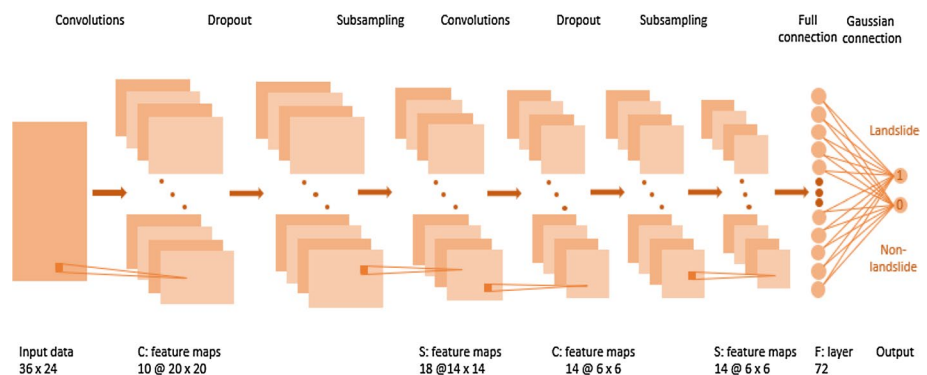 Convolutions Dropout Subsampling Convolutions Dropout Subsampling Full connection Gaussian connection
Landslide
1
0
Non-
landslide
Input data C: feature maps S: feature maps C: feature maps S: feature maps F: layer Output
36 x 24 10 @ 20 x 20 18 @14 x 14 14 @ 6 x 6 14 @ 6 x 6 72